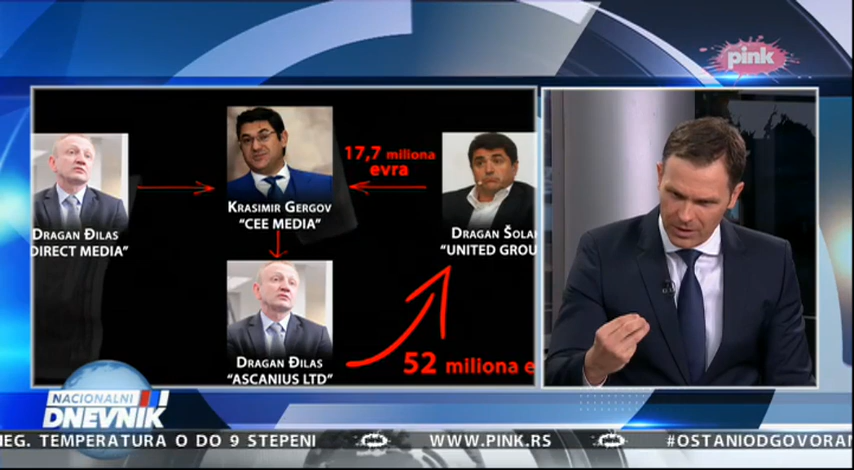 pink
17,7 miliona
evra
KRASIMIR GERGOV
"CEE MEDIA"
DRAGAN ĐILAS
DIRECT MEDIA"
DRAGAN ŠOLA
"UNITED GROU
DRAGAN ĐILAS
"ASCANIUS LTD"
52 miliona e
NACIONALNI
DNEVNIK
NEG. TEMPERATURA O DO 9 STEPENI WWW.PINK.RS #OSTANIODGOVORAN